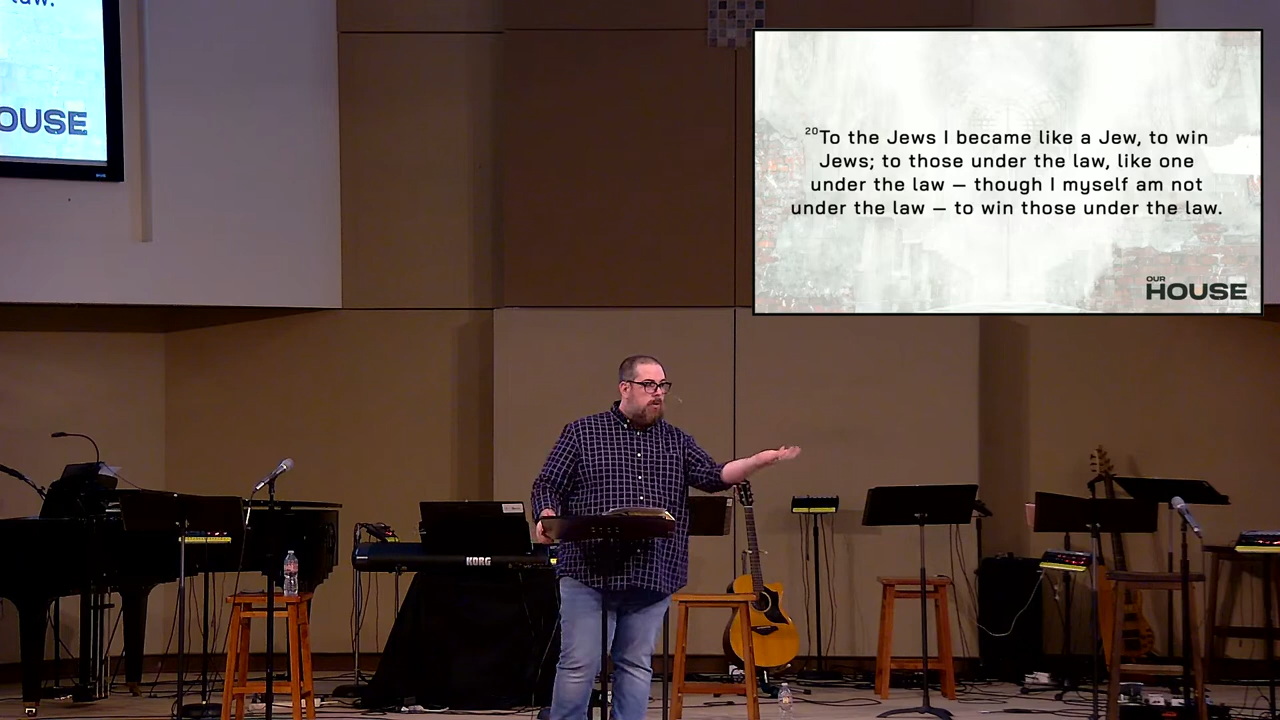 law.
OUSE
20To the Jews I became like a Jew, to win
Jews; to those under the law, like one
under the law — though I myself am not
under the law — to win those under the law.
OUR
HOUSE
KORG